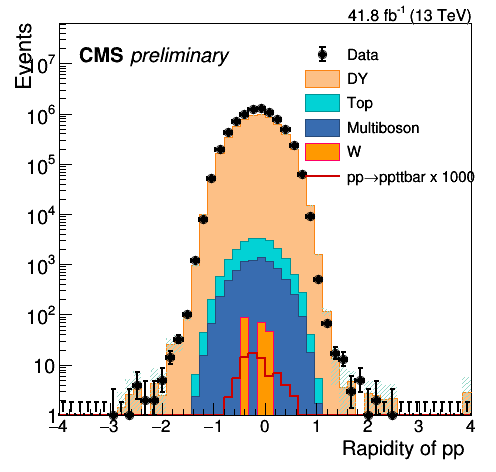 41.8 fb⁻¹ (13 TeV)
Events
CMS preliminary
Data
DY
Top
Multiboson
W
pp→ppttbar x 1000
10⁷
10⁶
10⁵
10⁴
10³
10²
10
1
−4 −3 −2 −1 0 1 2 3 4
Rapidity of pp